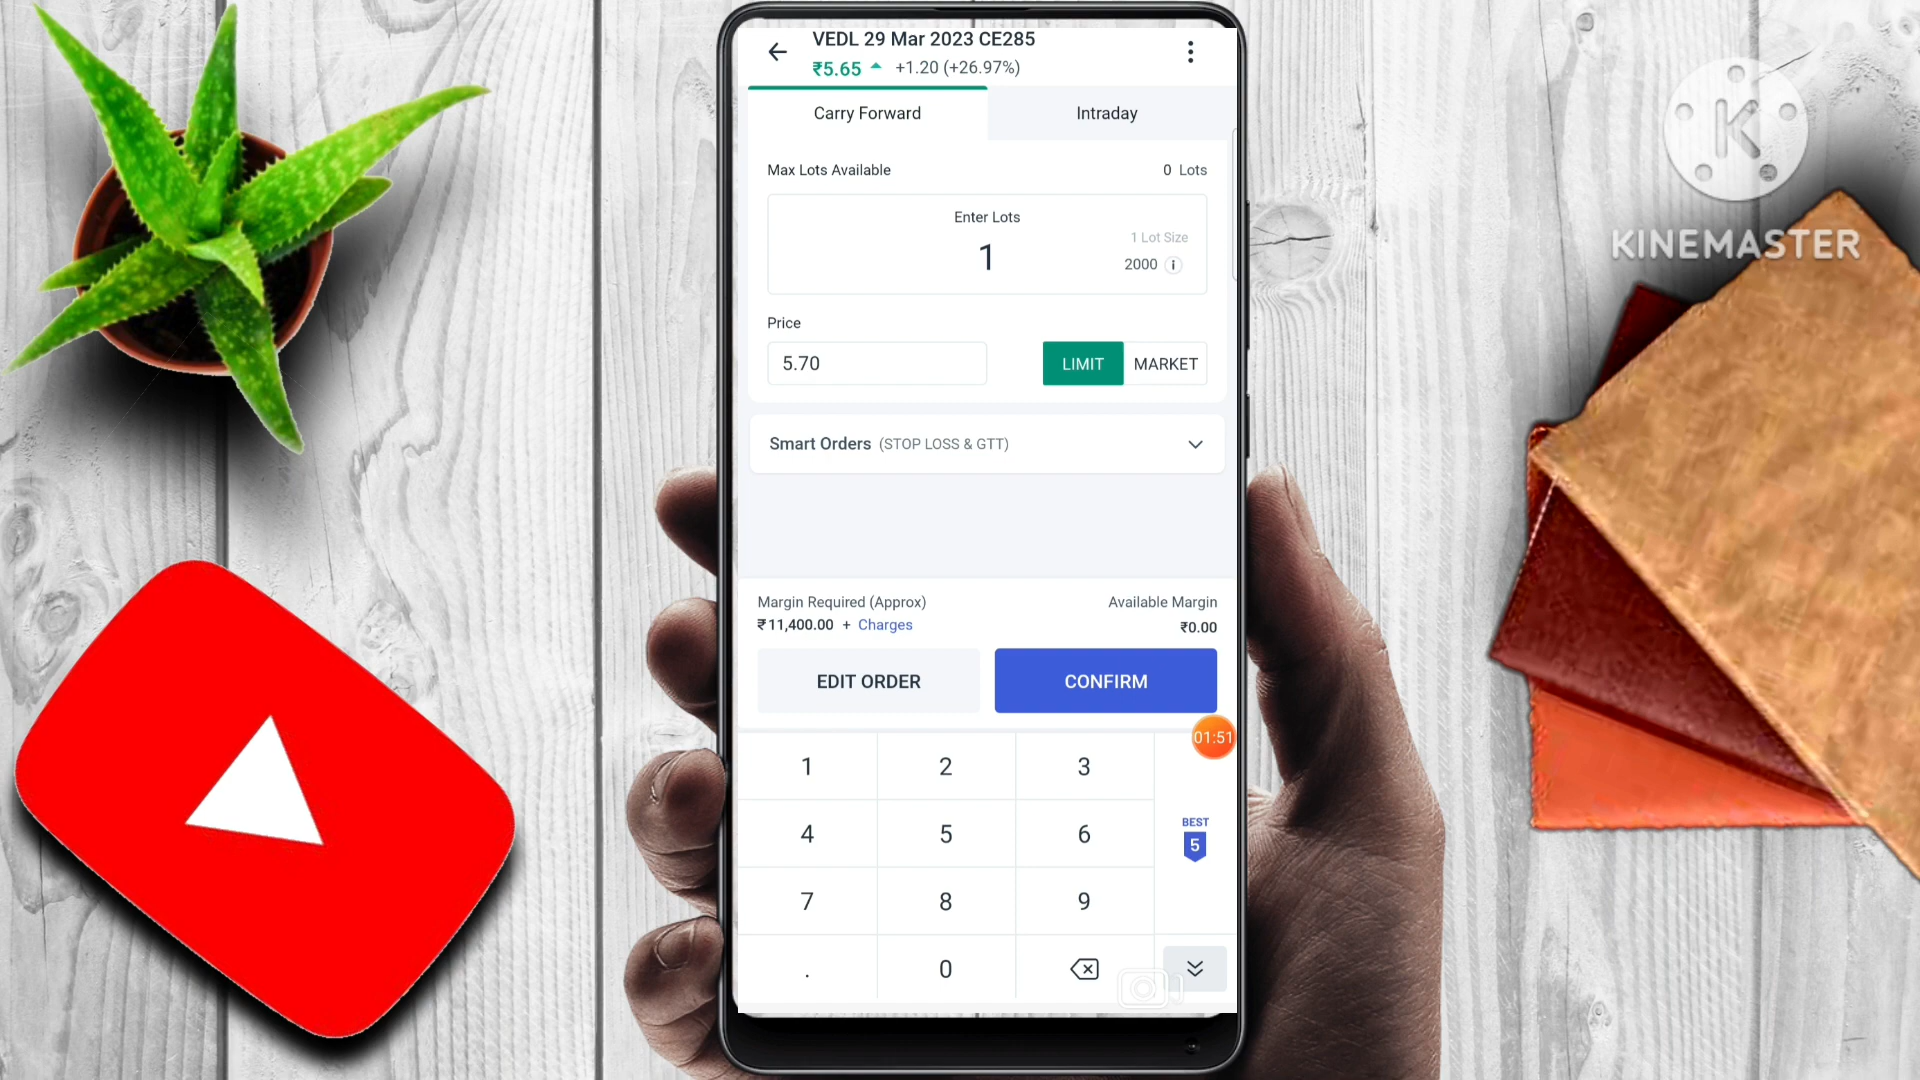 VEDL 29 Mar 2023 CE285
₹5.65 +1.20 (+26.97%)
Carry Forward Intraday
Max Lots Available 0 Lots
Enter Lots
1 Lot Size
1
2000
Price
5.70 LIMIT MARKET
Smart Orders (STOP LOSS & GTT)
Margin Required (Approx) Available Margin
₹11,400.00 + Charges ₹0.00
EDIT ORDER CONFIRM
01:51
1 2 3
4 5 6
BEST
5
7 8 9
. 0
K
KINEMASTER